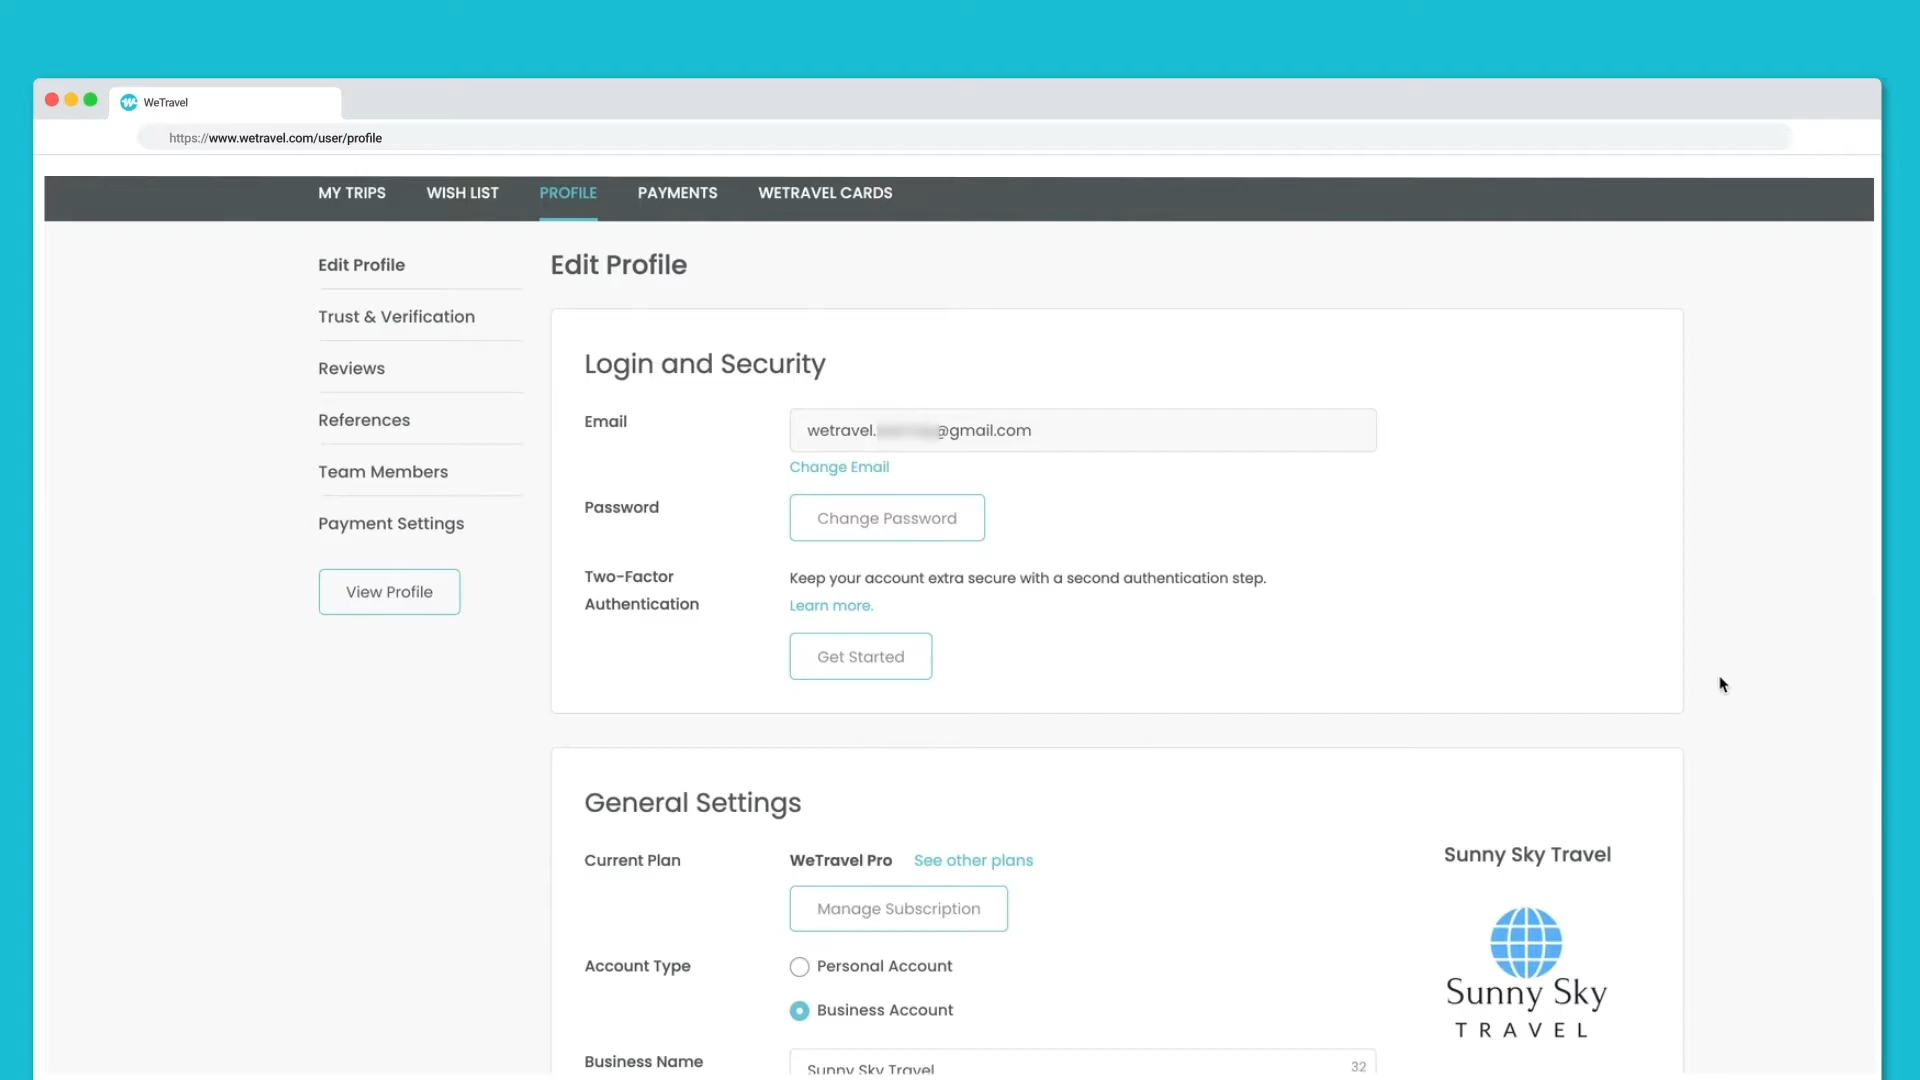 WeTravel
https://www.wetravel.com/user/profile
MY TRIPS WISH LIST PROFILE PAYMENTS WETRAVEL CARDS
Edit Profile
Trust & Verification
Reviews
References
Team Members
Payment Settings
View Profile
Edit Profile
Login and Security
Email
wetravel. @gmail.com
Change Email
Password
Change Password
Two-Factor
Authentication
Keep your account extra secure with a second authentication step.
Learn more.
Get Started
General Settings
Current Plan
WeTravel Pro See other plans
Manage Subscription
Account Type
Personal Account
Business Account
Business Name
Sunny Sky Travel
32
Sunny Sky Travel
Sunny Sky
TRAVEL